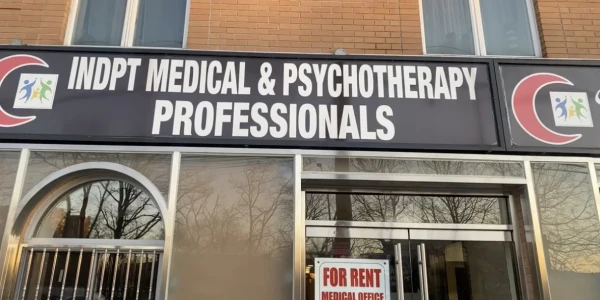 INDPT MEDICAL & PSYCHOTHERAPY
PROFESSIONALS
FOR RENT
MEDICAL OFFICE